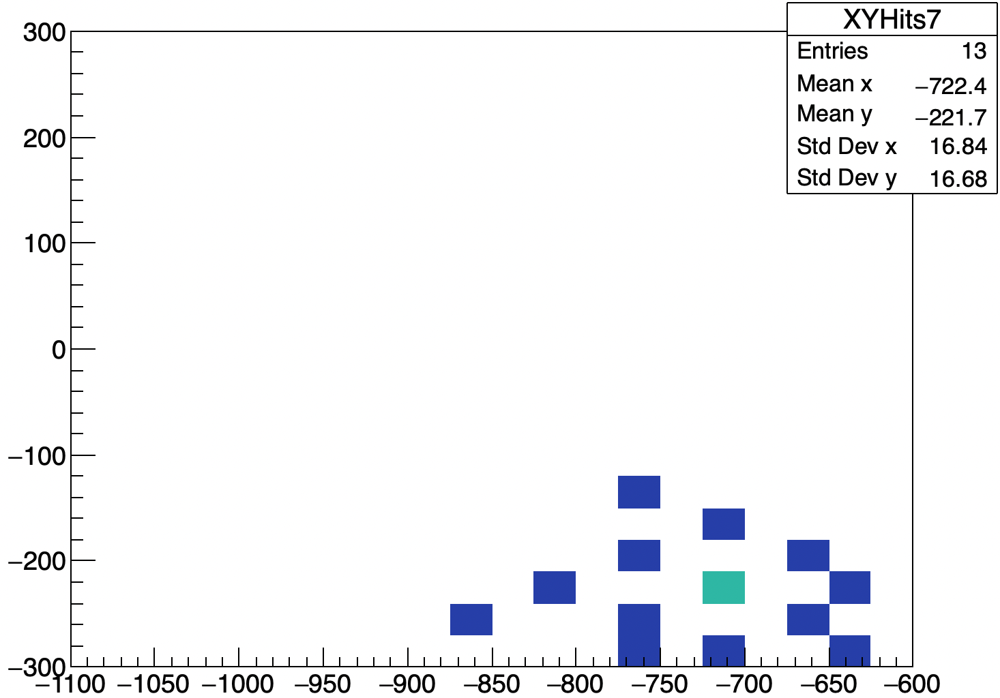 XYHits7
Entries 13
Mean x −722.4
Mean y −221.7
Std Dev x 16.84
Std Dev y 16.68
300
200
100
0
−100
−200
−300
−1100 −1050 −1000 −950 −900 −850 −800 −750 −700 −650 −600